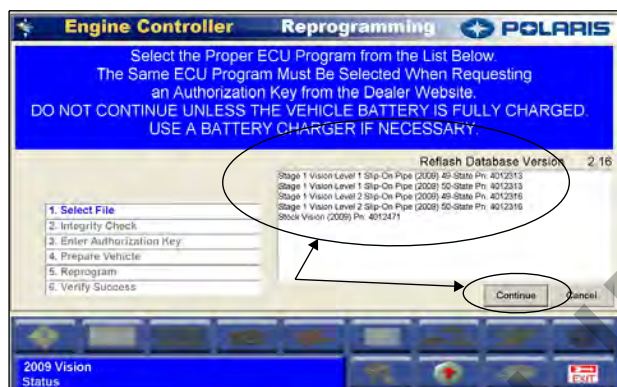 Engine Controller Reprogramming POLARIS
Select the Proper ECU Program from the List Below.
The Same ECU Program Must Be Selected When Requesting
an Authorization Key from the Dealer Website.
DO NOT CONTINUE UNLESS THE VEHICLE BATTERY IS FULLY CHARGED.
USE A BATTERY CHARGER IF NECESSARY.
Reflash Database Version 2.16
Stage 1 Vision Level 1 Slip-On Pipe (2009) 49-State Pn: 4012313
Stage 1 Vision Level 1 Slip-On Pipe (2009) 50-State Pn: 4012313
Stage 1 Vision Level 2 Slip-On Pipe (2009) 49-State Pn: 4012316
Stage 1 Vision Level 2 Slip-On Pipe (2009) 50-State Pn: 4012316
Stock Vision (2009) Pn: 4012471
1. Select File
2. Integrity Check
3. Enter Authorization Key
4. Prepare Vehicle
5. Reprogram
6. Verify Success
Continue
Cancel
2009 Vision
Status
EXIT